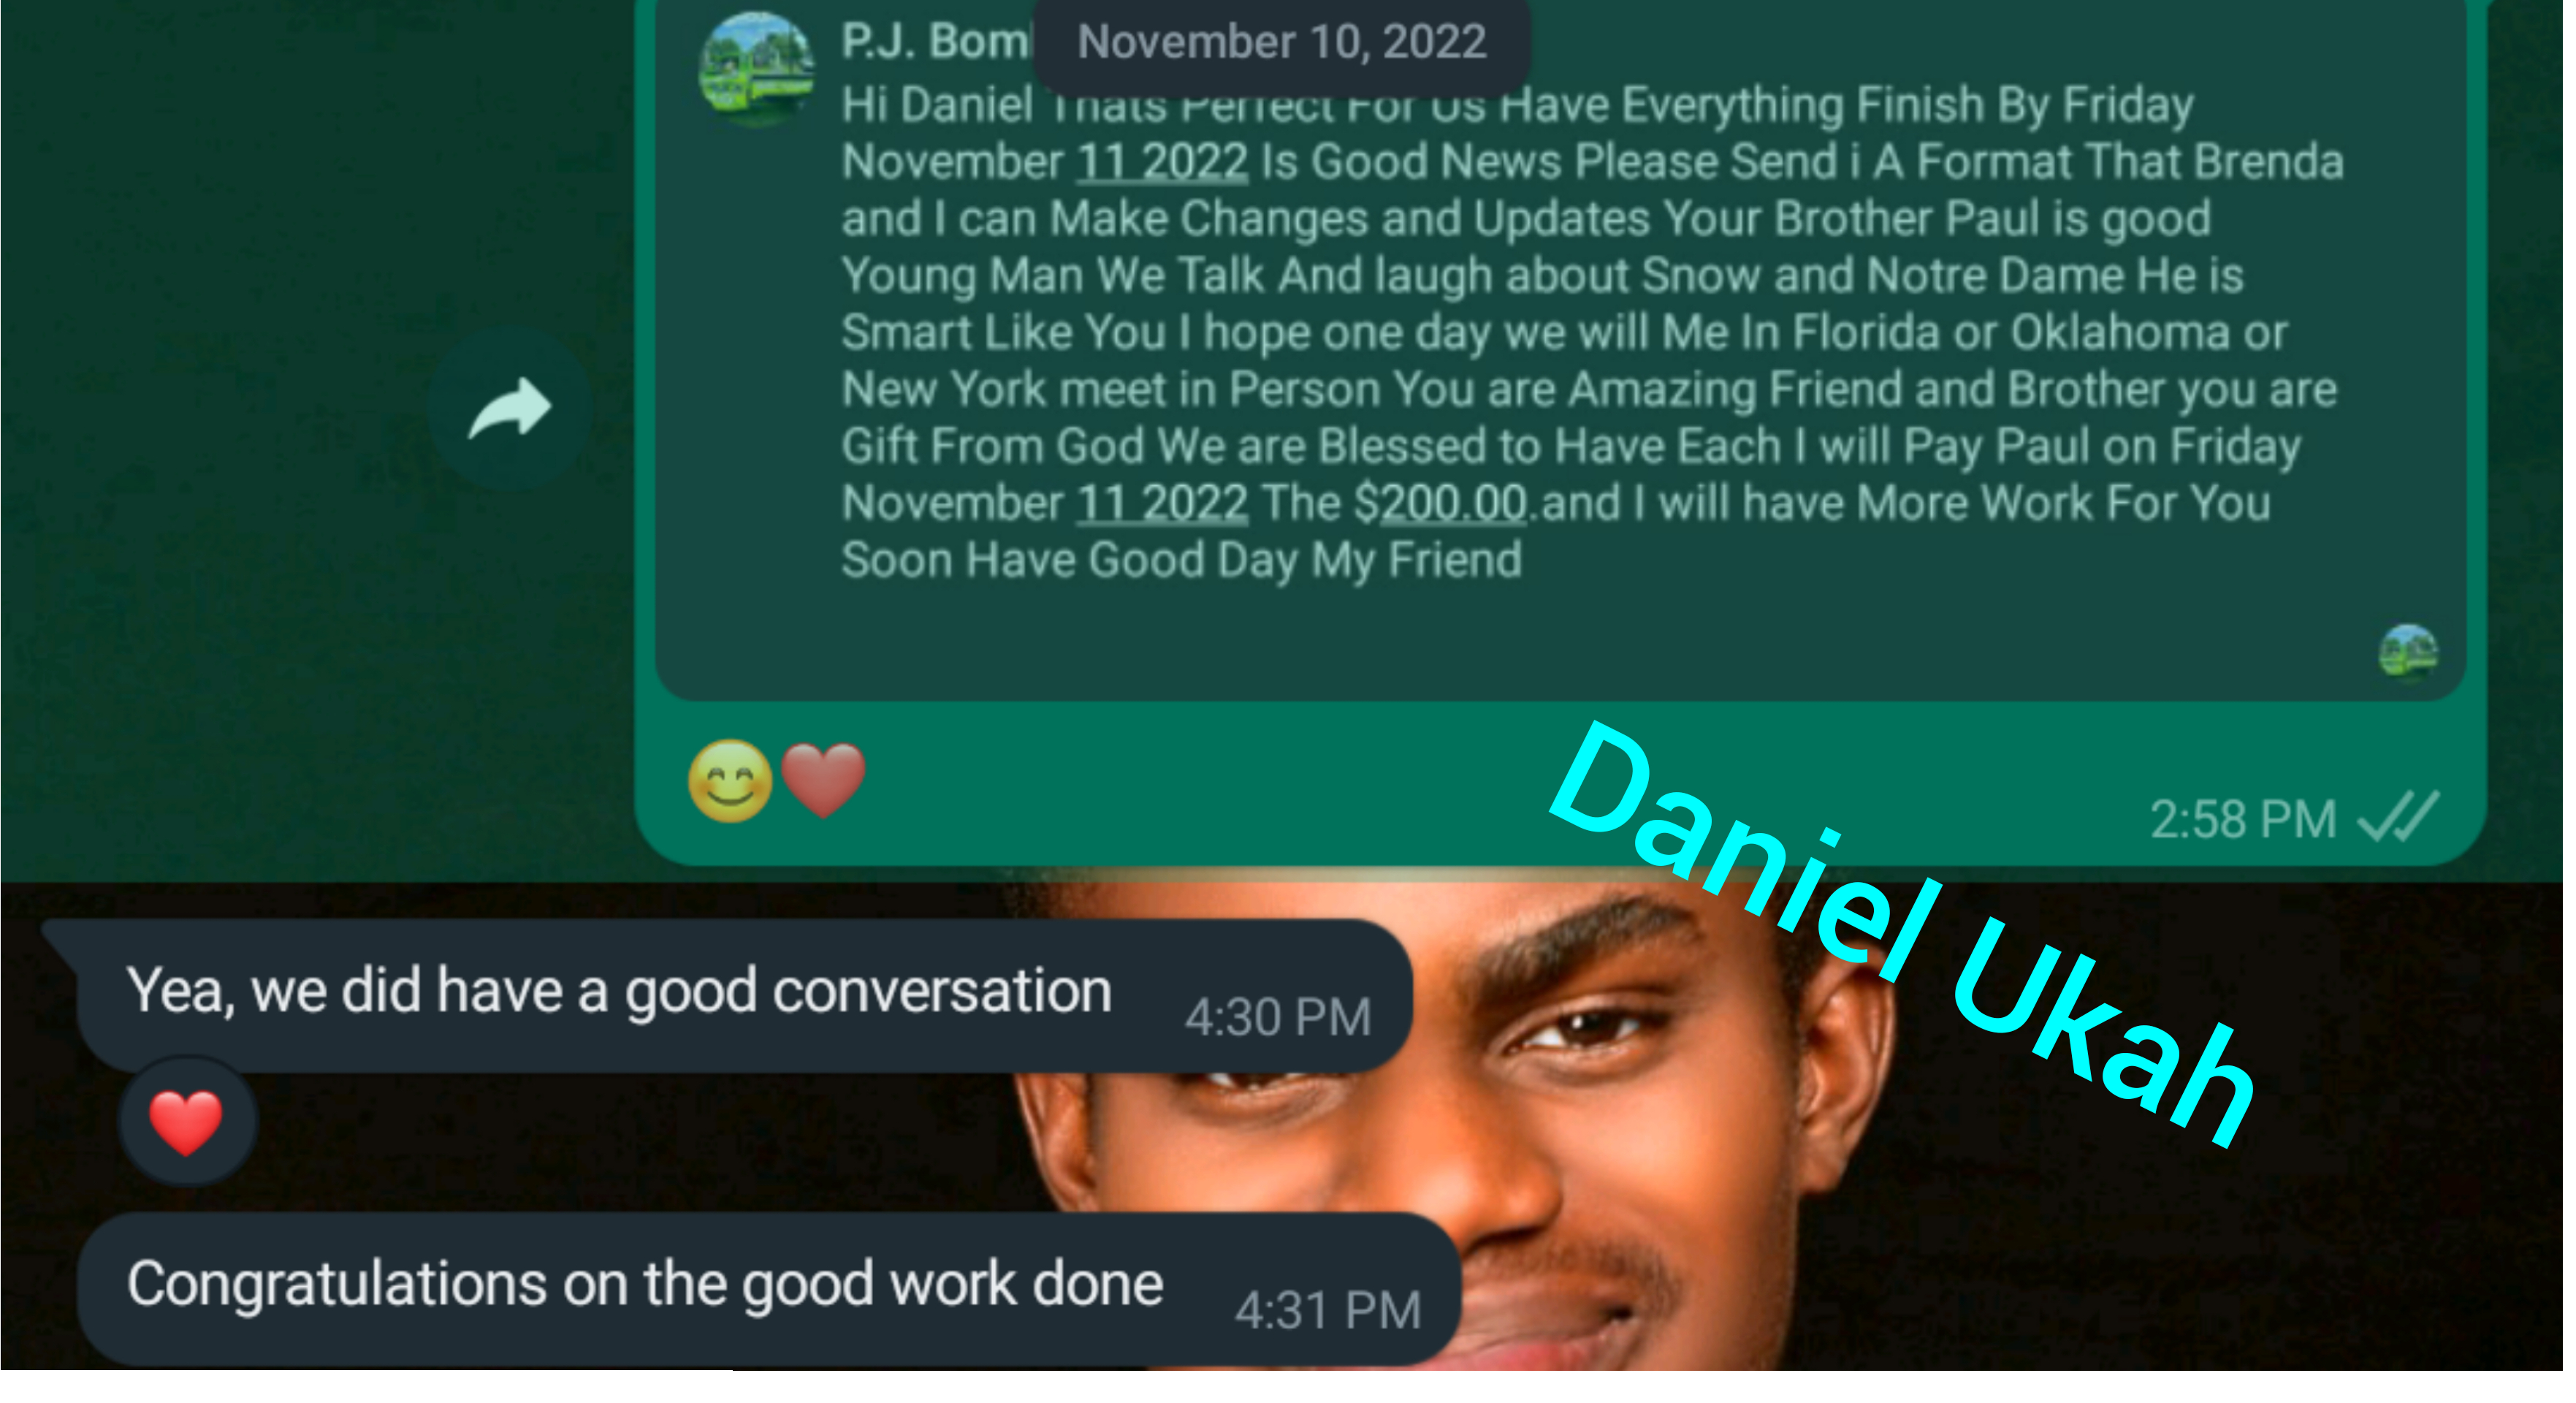 November 10, 2022
P.J. Bom
Hi Daniel Thats Perfect For Us Have Everything Finish By Friday
November 11 2022 Is Good News Please Send i A Format That Brenda
and I can Make Changes and Updates Your Brother Paul is good
Young Man We Talk And laugh about Snow and Notre Dame He is
Smart Like You I hope one day we will Me In Florida or Oklahoma or
New York meet in Person You are Amazing Friend and Brother you are
Gift From God We are Blessed to Have Each I will Pay Paul on Friday
November 11 2022 The $200.00.and I will have More Work For You
Soon Have Good Day My Friend
😊❤️
2:58 PM
Daniel Ukah
Yea, we did have a good conversation
4:30 PM
❤️
Congratulations on the good work done
4:31 PM